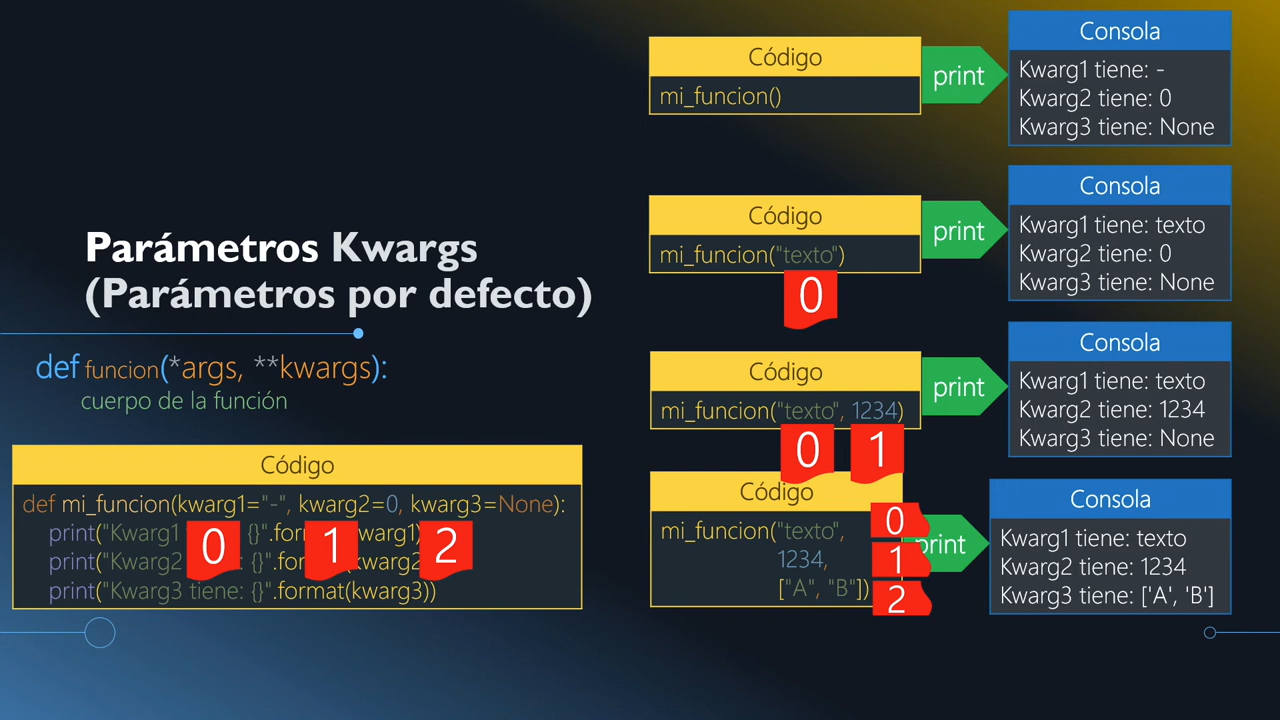 Parámetros Kwargs
(Parámetros por defecto)
def funcion(*args, **kwargs):
cuerpo de la función
Código
def mi_funcion(kwarg1="-", kwarg2=0, kwarg3=None):
print("Kwarg1 {}".for warg1)
print("Kwarg2 : {}".fo kwarg2
print("Kwarg3 tiene: {}".format(kwarg3))
0 1 2
Código
mi_funcion()
print
Consola
Kwarg1 tiene: -
Kwarg2 tiene: 0
Kwarg3 tiene: None
Código
mi_funcion("texto")
0
print
Consola
Kwarg1 tiene: texto
Kwarg2 tiene: 0
Kwarg3 tiene: None
Código
mi_funcion("texto", 1234)
0 1
print
Consola
Kwarg1 tiene: texto
Kwarg2 tiene: 1234
Kwarg3 tiene: None
Código
mi_funcion("texto",
1234,
["A", "B"])
0
1
2
print
Consola
Kwarg1 tiene: texto
Kwarg2 tiene: 1234
Kwarg3 tiene: ['A', 'B']